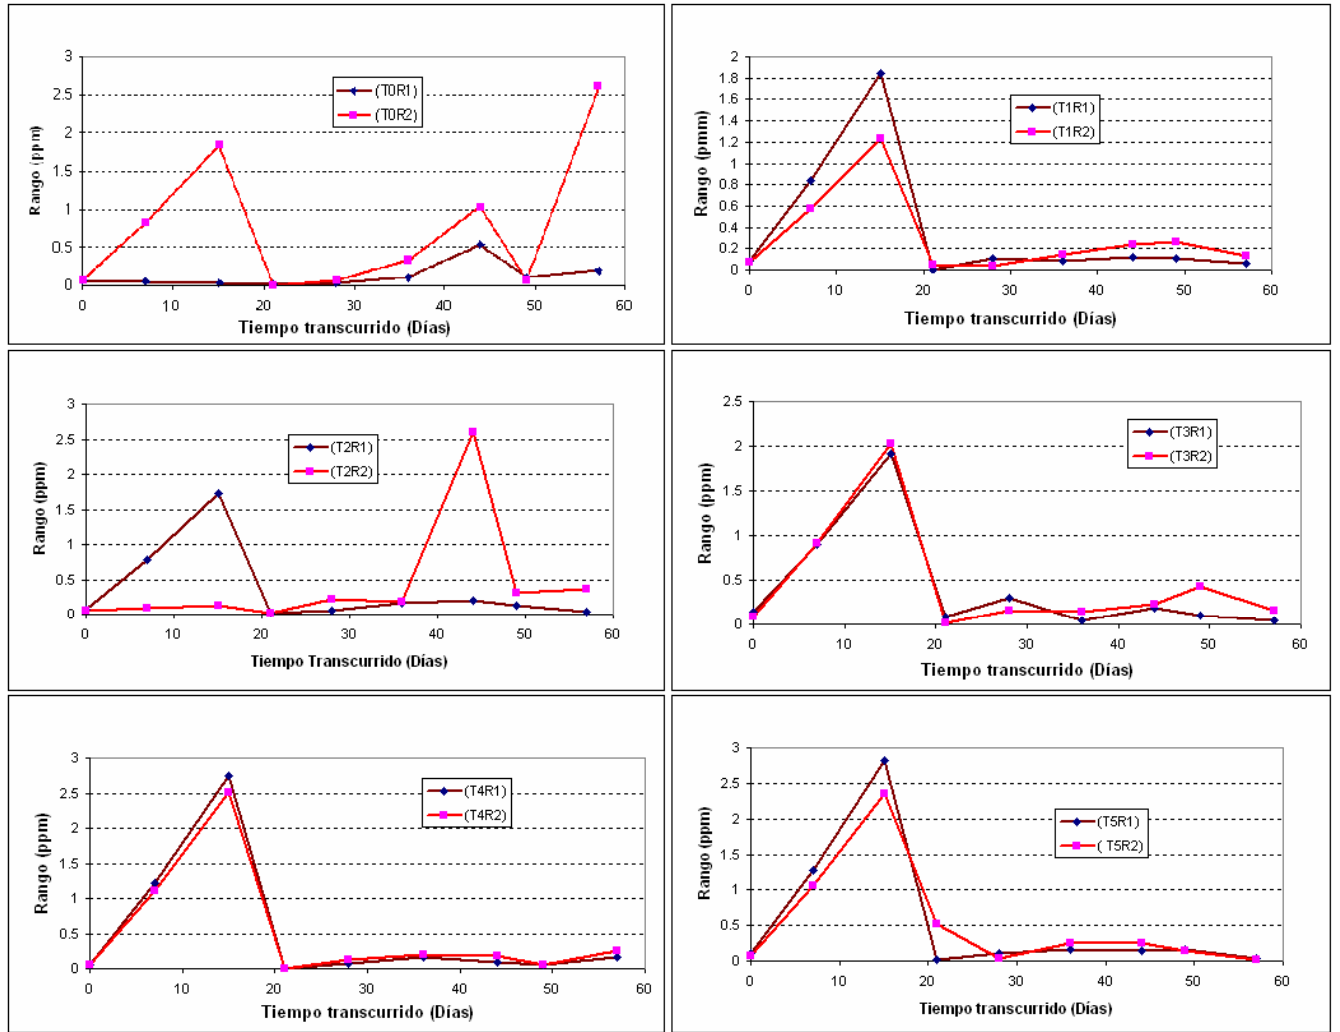 3
2.5
2
1.5
1
0.5
0
0 10 20 30 40 50 60
Rango (ppm)
Tiempo transcurrido (Días)
(T0R1)
(T0R2)
2
1.8
1.6
1.4
1.2
1
0.8
0.6
0.4
0.2
0
0 10 20 30 40 50 60
Rango (pmm)
Tiempo transcurrido (Días)
(T1R1)
(T1R2)
3
2.5
2
1.5
1
0.5
0
0 10 20 30 40 50 60
Rango (ppm)
Tiempo Transcurrido (Días)
(T2R1)
(T2R2)
2.5
2
1.5
1
0.5
0
0 10 20 30 40 50 60
Rango (ppm)
Tiempo transcurrido (Días)
(T3R1)
(T3R2)
3
2.5
2
1.5
1
0.5
0
0 10 20 30 40 50 60
Rango (ppm)
Tiempo transcurrido (Días)
(T4R1)
(T4R2)
3
2.5
2
1.5
1
0.5
0
0 10 20 30 40 50 60
Rango (ppm)
Tiempo transcurrido (Días)
(T5R1)
( T5R2)